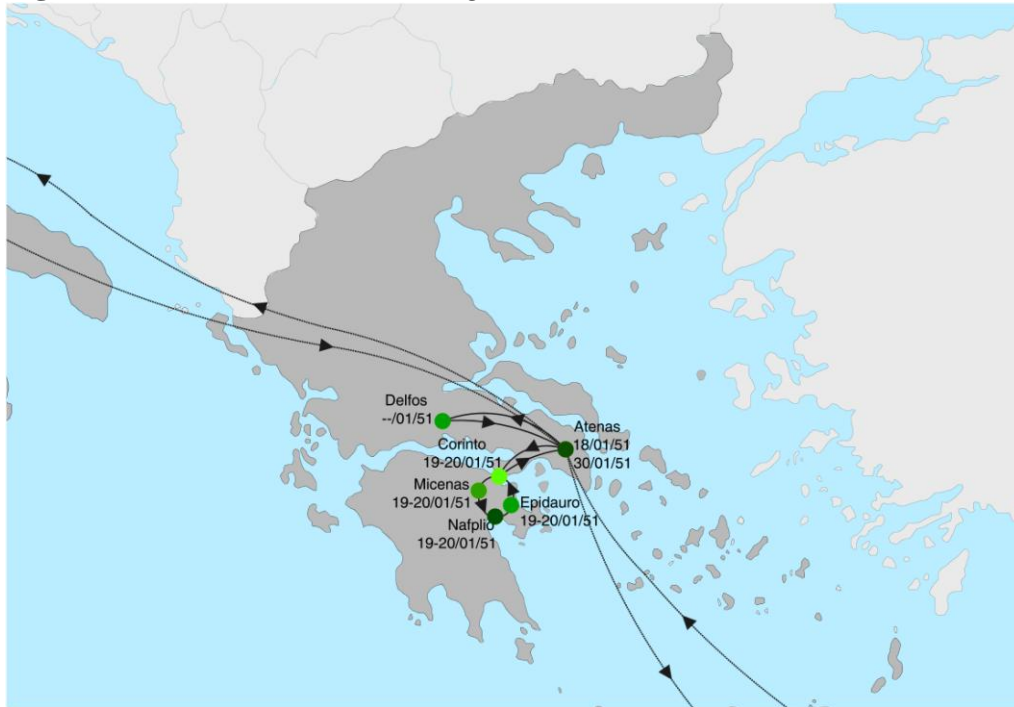 Delfos
--/01/51
Atenas
18/01/51
30/01/51
Corinto
19-20/01/51
Micenas
19-20/01/51
Epidauro
19-20/01/51
Nafplio
19-20/01/51